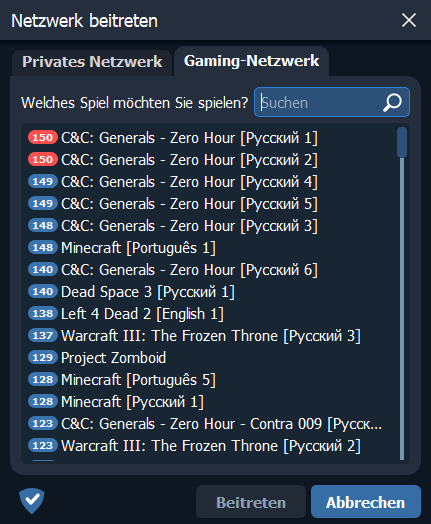 Netzwerk beitreten
Privates Netzwerk Gaming-Netzwerk
Welches Spiel möchten Sie spielen? Suchen
150 C&C: Generals - Zero Hour [Русский 1]
150 C&C: Generals - Zero Hour [Русский 2]
149 C&C: Generals - Zero Hour [Русский 4]
149 C&C: Generals - Zero Hour [Русский 5]
148 C&C: Generals - Zero Hour [Русский 3]
148 Minecraft [Português 1]
140 C&C: Generals - Zero Hour [Русский 6]
140 Dead Space 3 [Русский 1]
138 Left 4 Dead 2 [English 1]
137 Warcraft III: The Frozen Throne [Русский 3]
129 Project Zomboid
128 Minecraft [Português 5]
128 Minecraft [Русский 1]
123 C&C: Generals - Zero Hour - Contra 009 [Русск...
123 Warcraft III: The Frozen Throne [Русский 2]
Beitreten Abbrechen